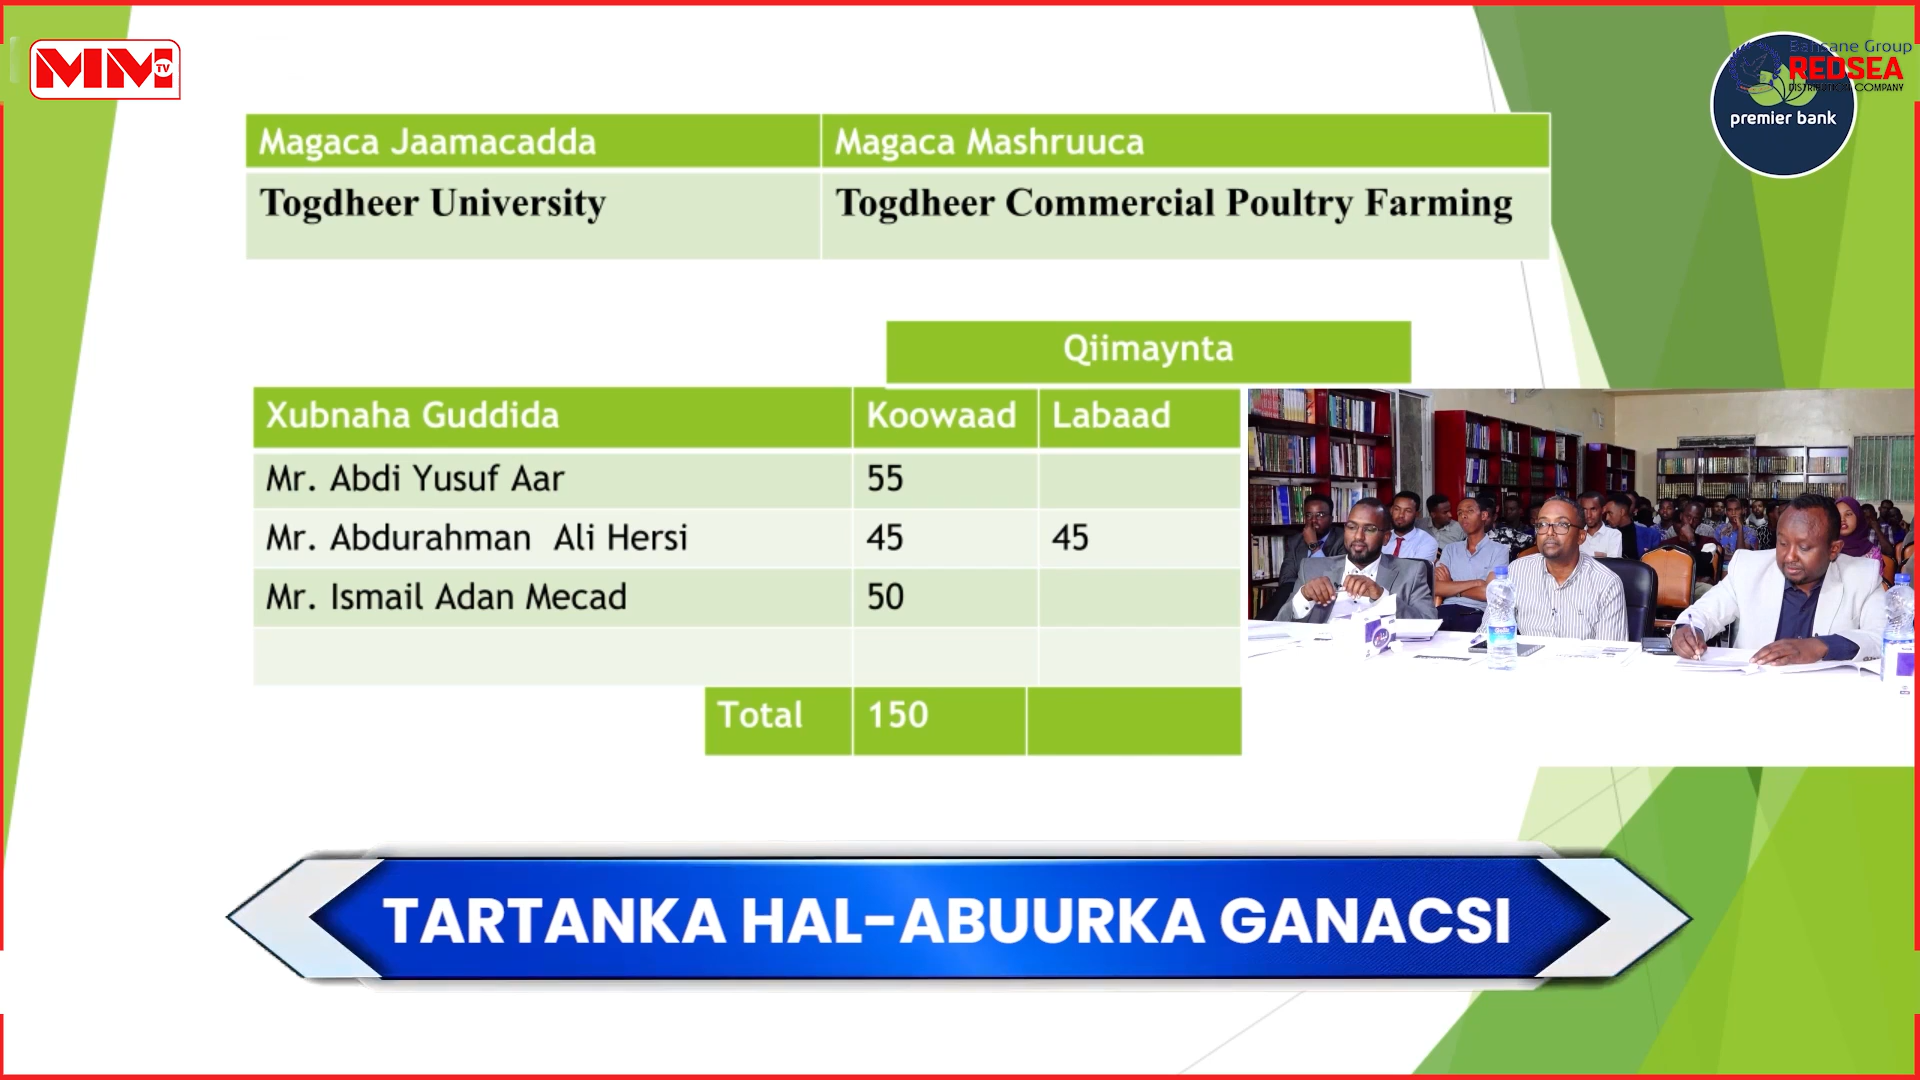 MM TV
Bafisane Group
REDSEA
DISTRIBUTION COMPANY
premier bank
Magaca Jaamacadda Magaca Mashruuca
Togdheer University Togdheer Commercial Poultry Farming
Qiimaynta
Xubnaha Guddida Koowaad Labaad
Mr. Abdi Yusuf Aar 55
Mr. Abdurahman Ali Hersi 45 45
Mr. Ismail Adan Mecad 50
Total 150
TARTANKA HAL-ABUURKA GANACSI